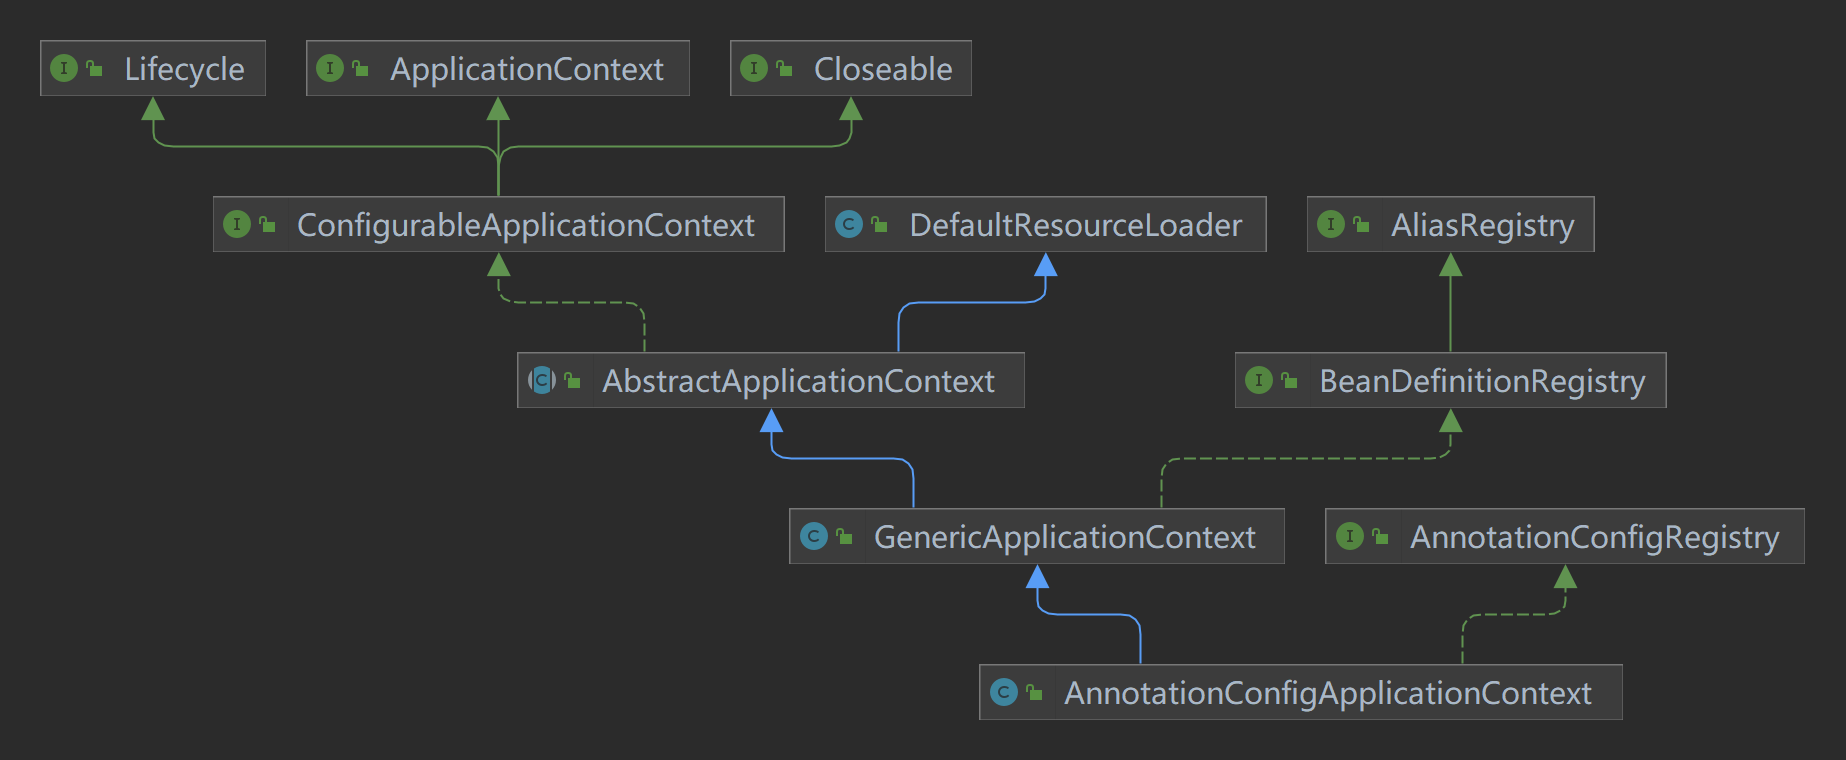 I Lifecycle
I ApplicationContext
I Closeable
I ConfigurableApplicationContext
C DefaultResourceLoader
I AliasRegistry
C AbstractApplicationContext
I BeanDefinitionRegistry
C GenericApplicationContext
I AnnotationConfigRegistry
C AnnotationConfigApplicationContext